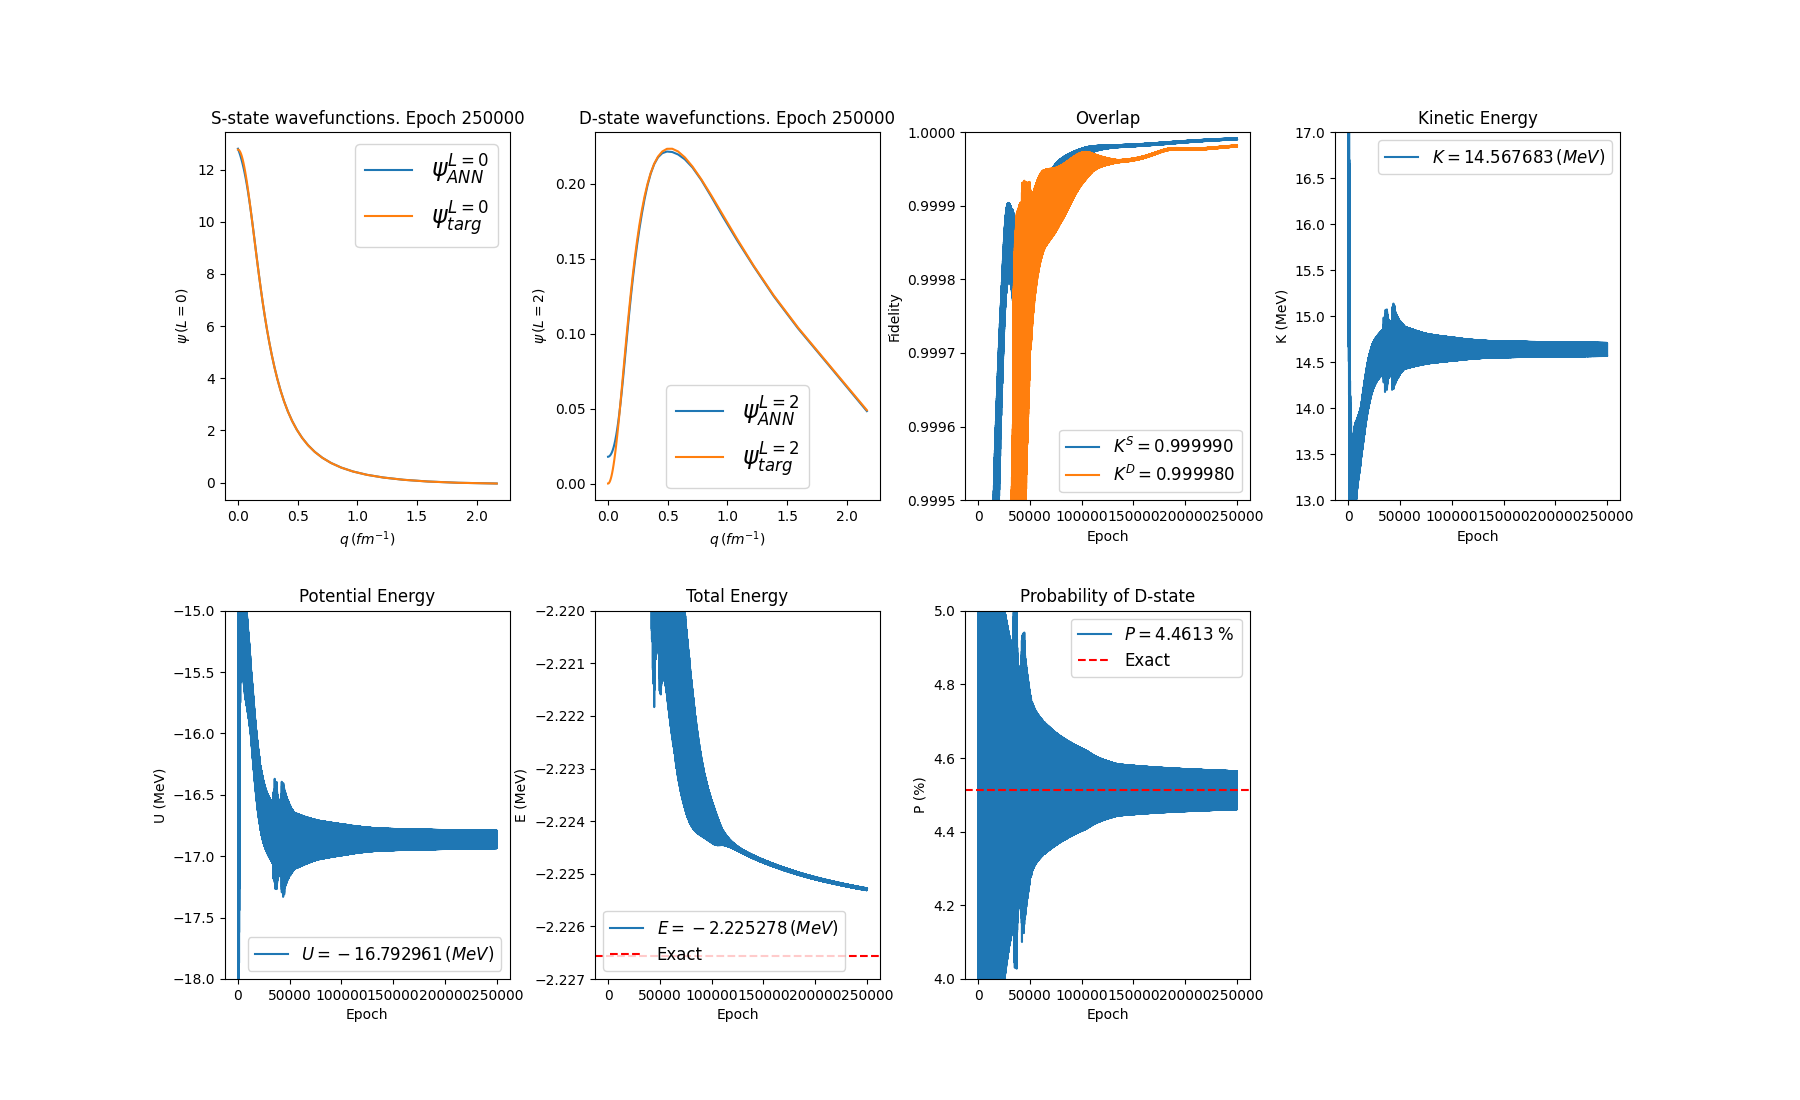 S-state wavefunctions. Epoch 250000
ψ (L = 0)
12
10
8
6
4
2
0
0.0 0.5 1.0 1.5 2.0
q (fm⁻¹)
ψ_{ANN}^{L=0}
ψ_{targ}^{L=0}
D-state wavefunctions. Epoch 250000
ψ (L = 2)
0.20
0.15
0.10
0.05
0.00
0.0 0.5 1.0 1.5 2.0
q (fm⁻¹)
ψ_{ANN}^{L=2}
ψ_{targ}^{L=2}
Overlap
Fidelity
1.0000
0.9999
0.9998
0.9997
0.9996
0.9995
0 50000 100000 150000 200000 250000
Epoch
K^S = 0.999990
K^D = 0.999980
Kinetic Energy
K (MeV)
17.0
16.5
16.0
15.5
15.0
14.5
14.0
13.5
13.0
0 50000 100000 150000 200000 250000
Epoch
K = 14.567683 (MeV)
Potential Energy
U (MeV)
−15.0
−15.5
−16.0
−16.5
−17.0
−17.5
−18.0
0 50000 100000 150000 200000 250000
Epoch
U = −16.792961 (MeV)
Total Energy
E (MeV)
−2.220
−2.221
−2.222
−2.223
−2.224
−2.225
−2.226
−2.227
0 50000 100000 150000 200000 250000
Epoch
E = −2.225278 (MeV)
Exact
Probability of D-state
P (%)
5.0
4.8
4.6
4.4
4.2
4.0
0 50000 100000 150000 200000 250000
Epoch
P = 4.4613 %
Exact